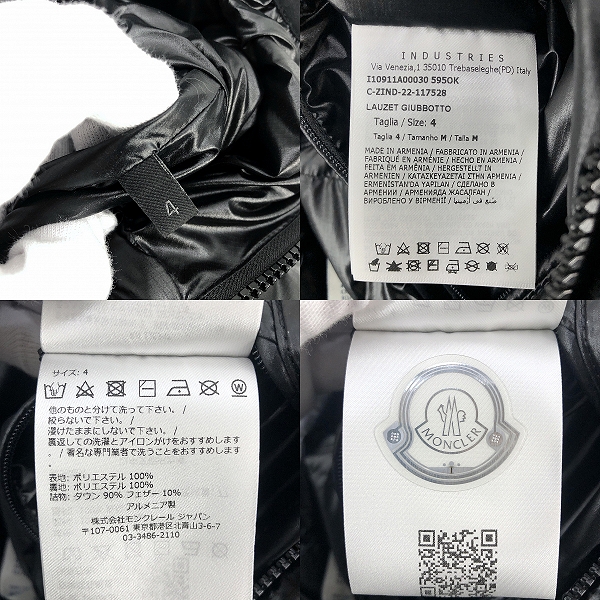 4
INDUSTRIES
Via Venezia,1 35010 Trebaseleghe(PD) Italy
I10911A00030 595OK
C-ZIND-22-117528
LAUZET GIUBBOTTO
Taglia / Size: 4
Taglia 4 / Tamanho M / Talla M
MADE IN ARMENIA / FABBRICATO IN ARMENIA /
FABRIQUÉ EN ARMÉNIE / HECHO EN ARMENIA /
FEITA EM ARMÊNIA / HERGESTELLT IN
ARMENIEN / ΚΑΤΑΣΚΕΥΑΖΕΤΑΙ ΣΤΗΝ ΑΡΜΕΝΙΑ /
ERMENİSTAN'DA YAPILAN / СДЕЛАНО В
АРМЕНИИ / АРМЕНИЯДА ЖАСАЛҒАН /
ВИРОБЛЕНО У ВІРМЕНІЇ / صنع في أرمينيا
サイズ: 4
他のものと分けて洗って下さい。/
絞らないで下さい。/
浸けたままにしないで下さい。/
裏返しての洗濯とアイロンがけをおすすめします
。/ 著名な専門業者で洗うことをおすすめします
表地: ポリエステル 100%
裏地: ポリエステル 100%
詰物: ダウン 90% フェザー 10%
アルメニア製
株式会社モンクレール ジャパン
〒107-0061 東京都港区北青山3-6-7
03-3486-2110
MONCLER